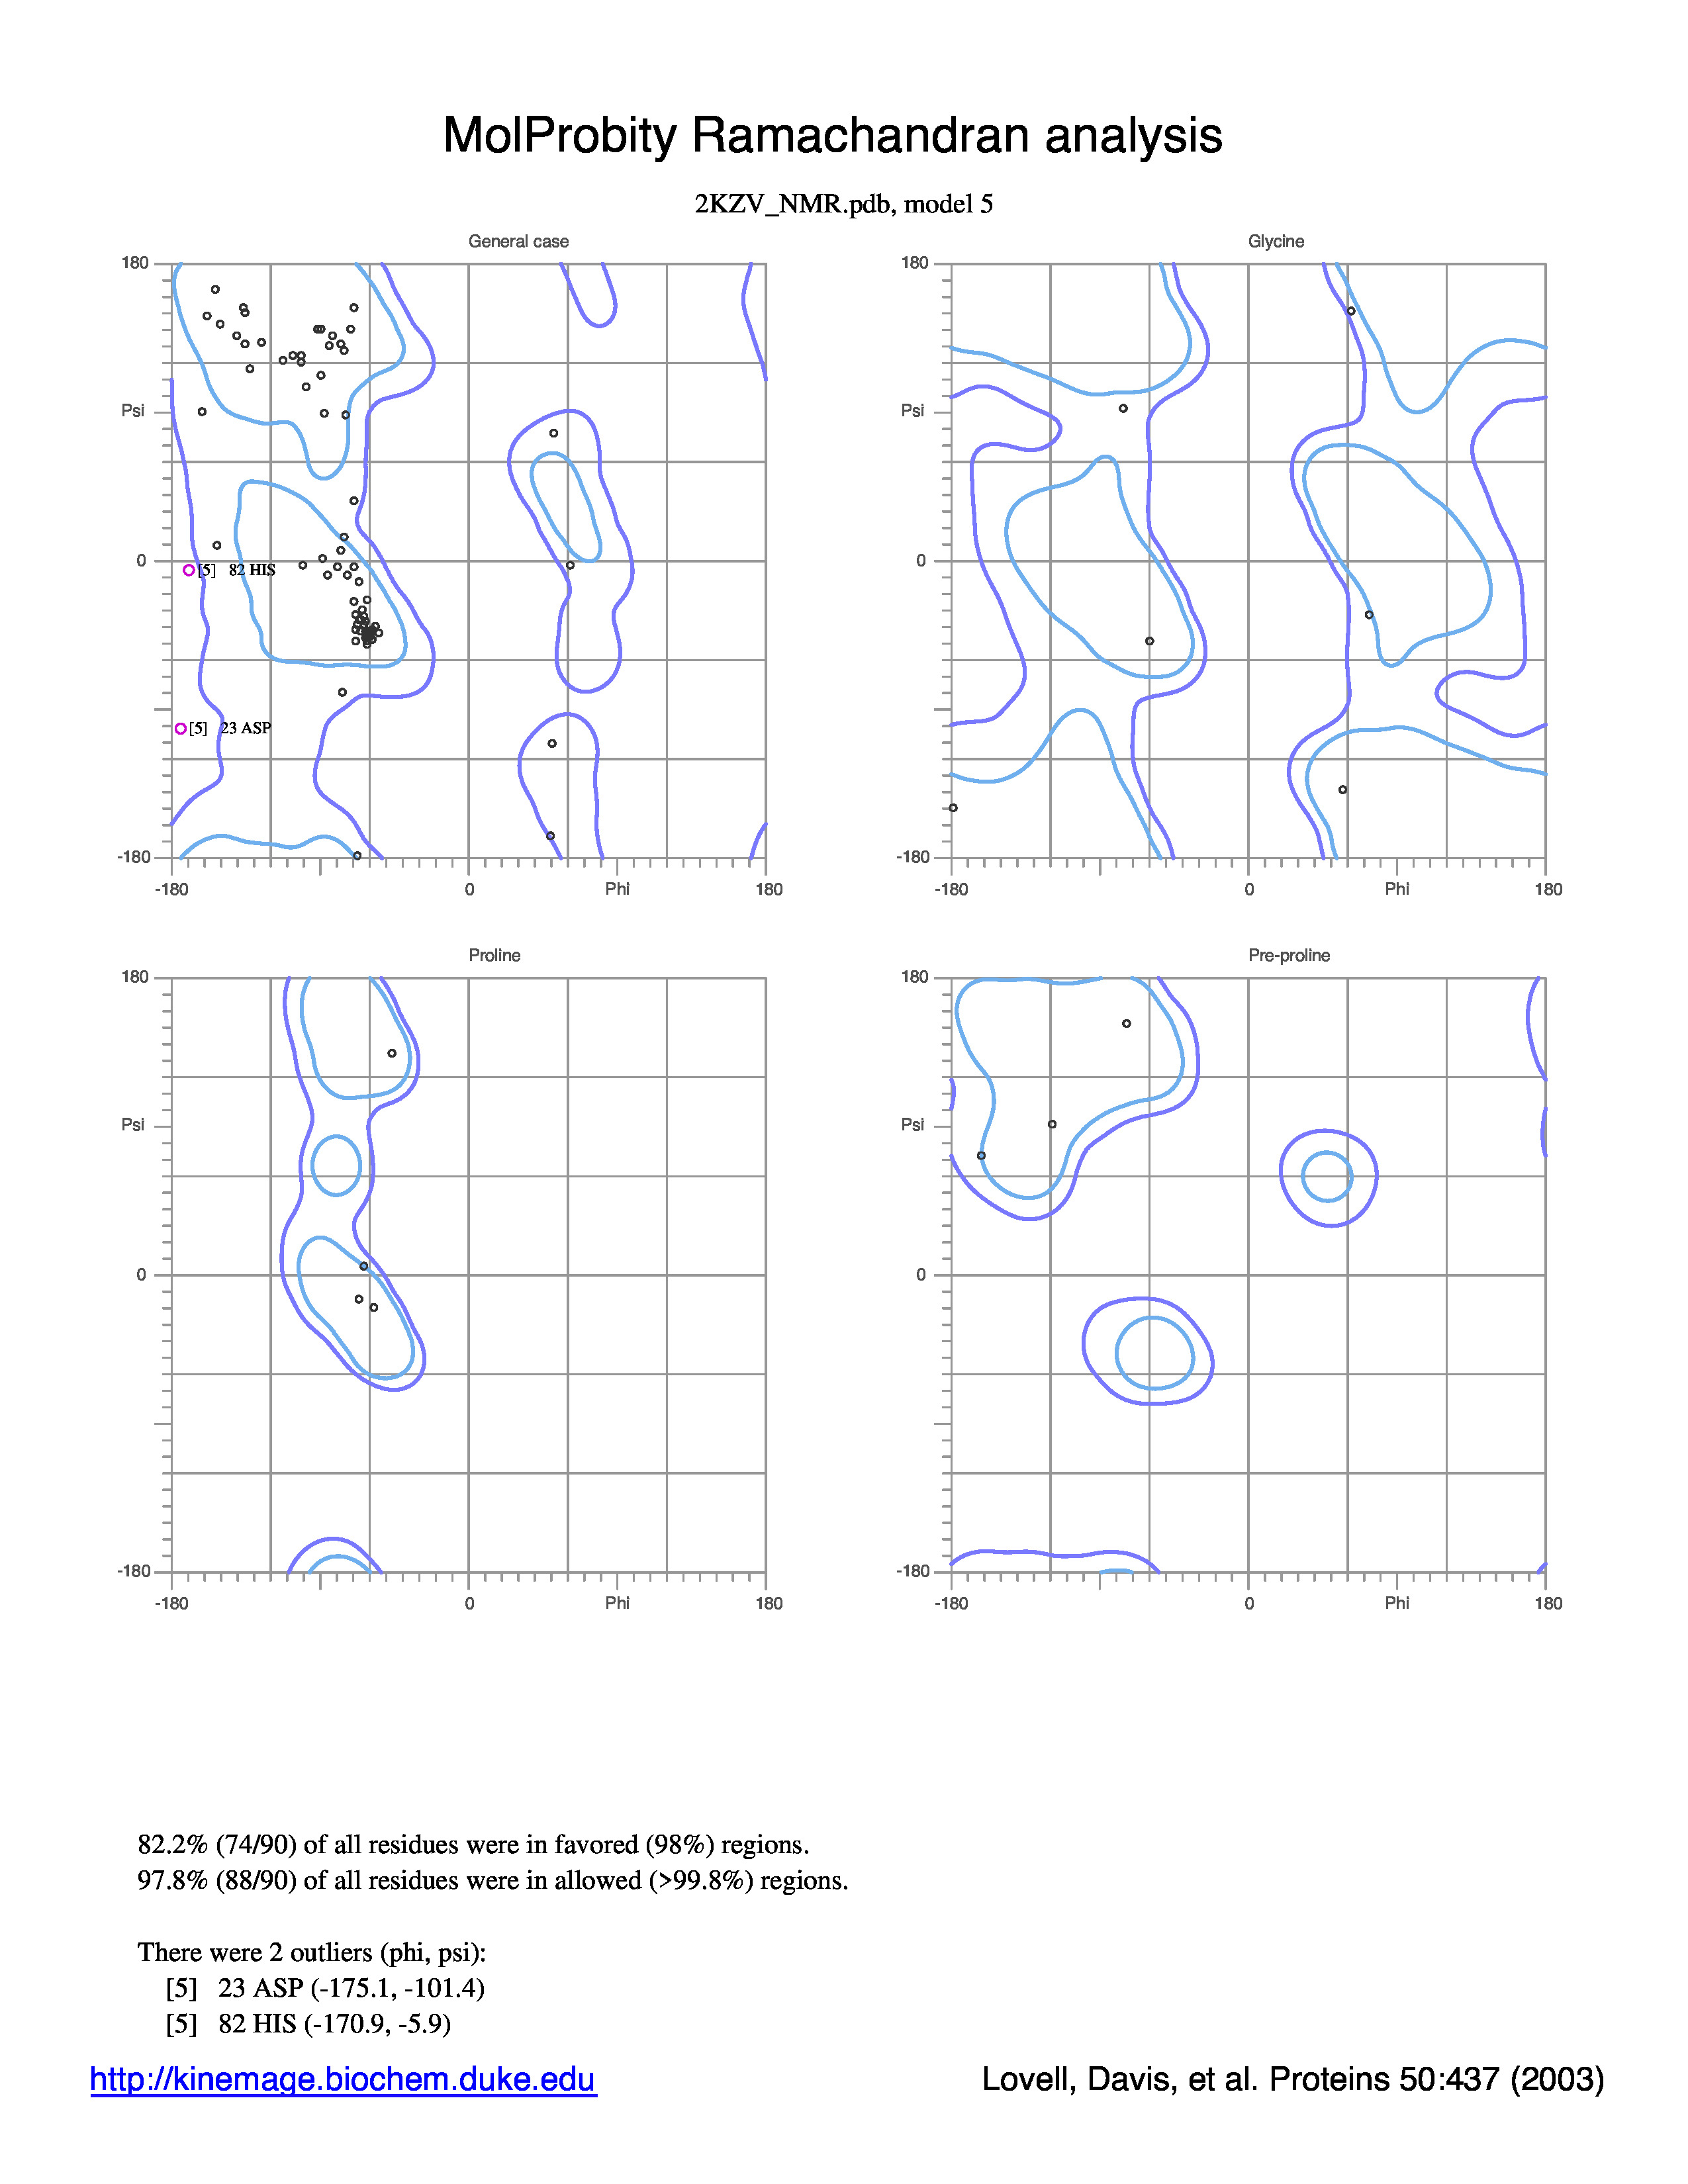 MolProbity Ramachandran analysis
2KZV_NMR.pdb, model 5
General case
180
Psi
0
-180
-180
0
Phi
180
[5] 82 HIS
[5] 23 ASP
Glycine
180
Psi
0
-180
-180
0
Phi
180
Proline
180
Psi
0
-180
-180
0
Phi
180
Pre-proline
180
Psi
0
-180
-180
0
Phi
180
82.2% (74/90) of all residues were in favored (98%) regions.
97.8% (88/90) of all residues were in allowed (>99.8%) regions.
There were 2 outliers (phi, psi):
[5] 23 ASP (-175.1, -101.4)
[5] 82 HIS (-170.9, -5.9)
http://kinemage.biochem.duke.edu
Lovell, Davis, et al. Proteins 50:437 (2003)